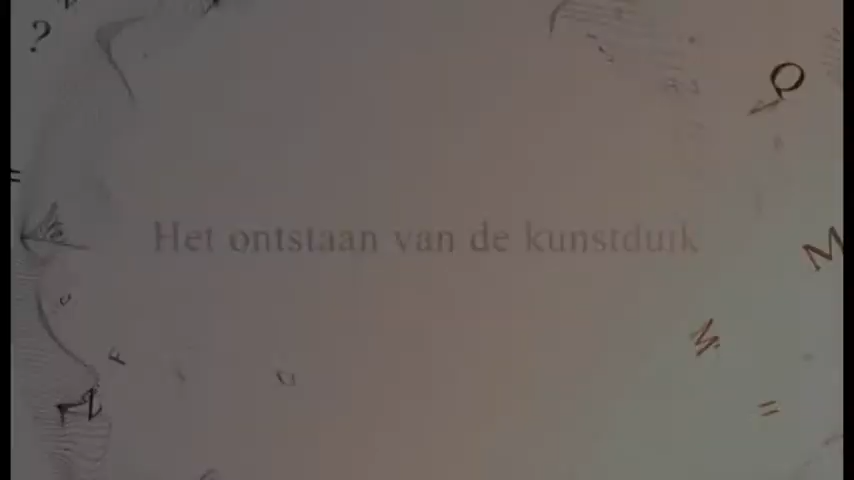 ?
Q
=
Het ontstaan van de kunstduik
M
F
M
=